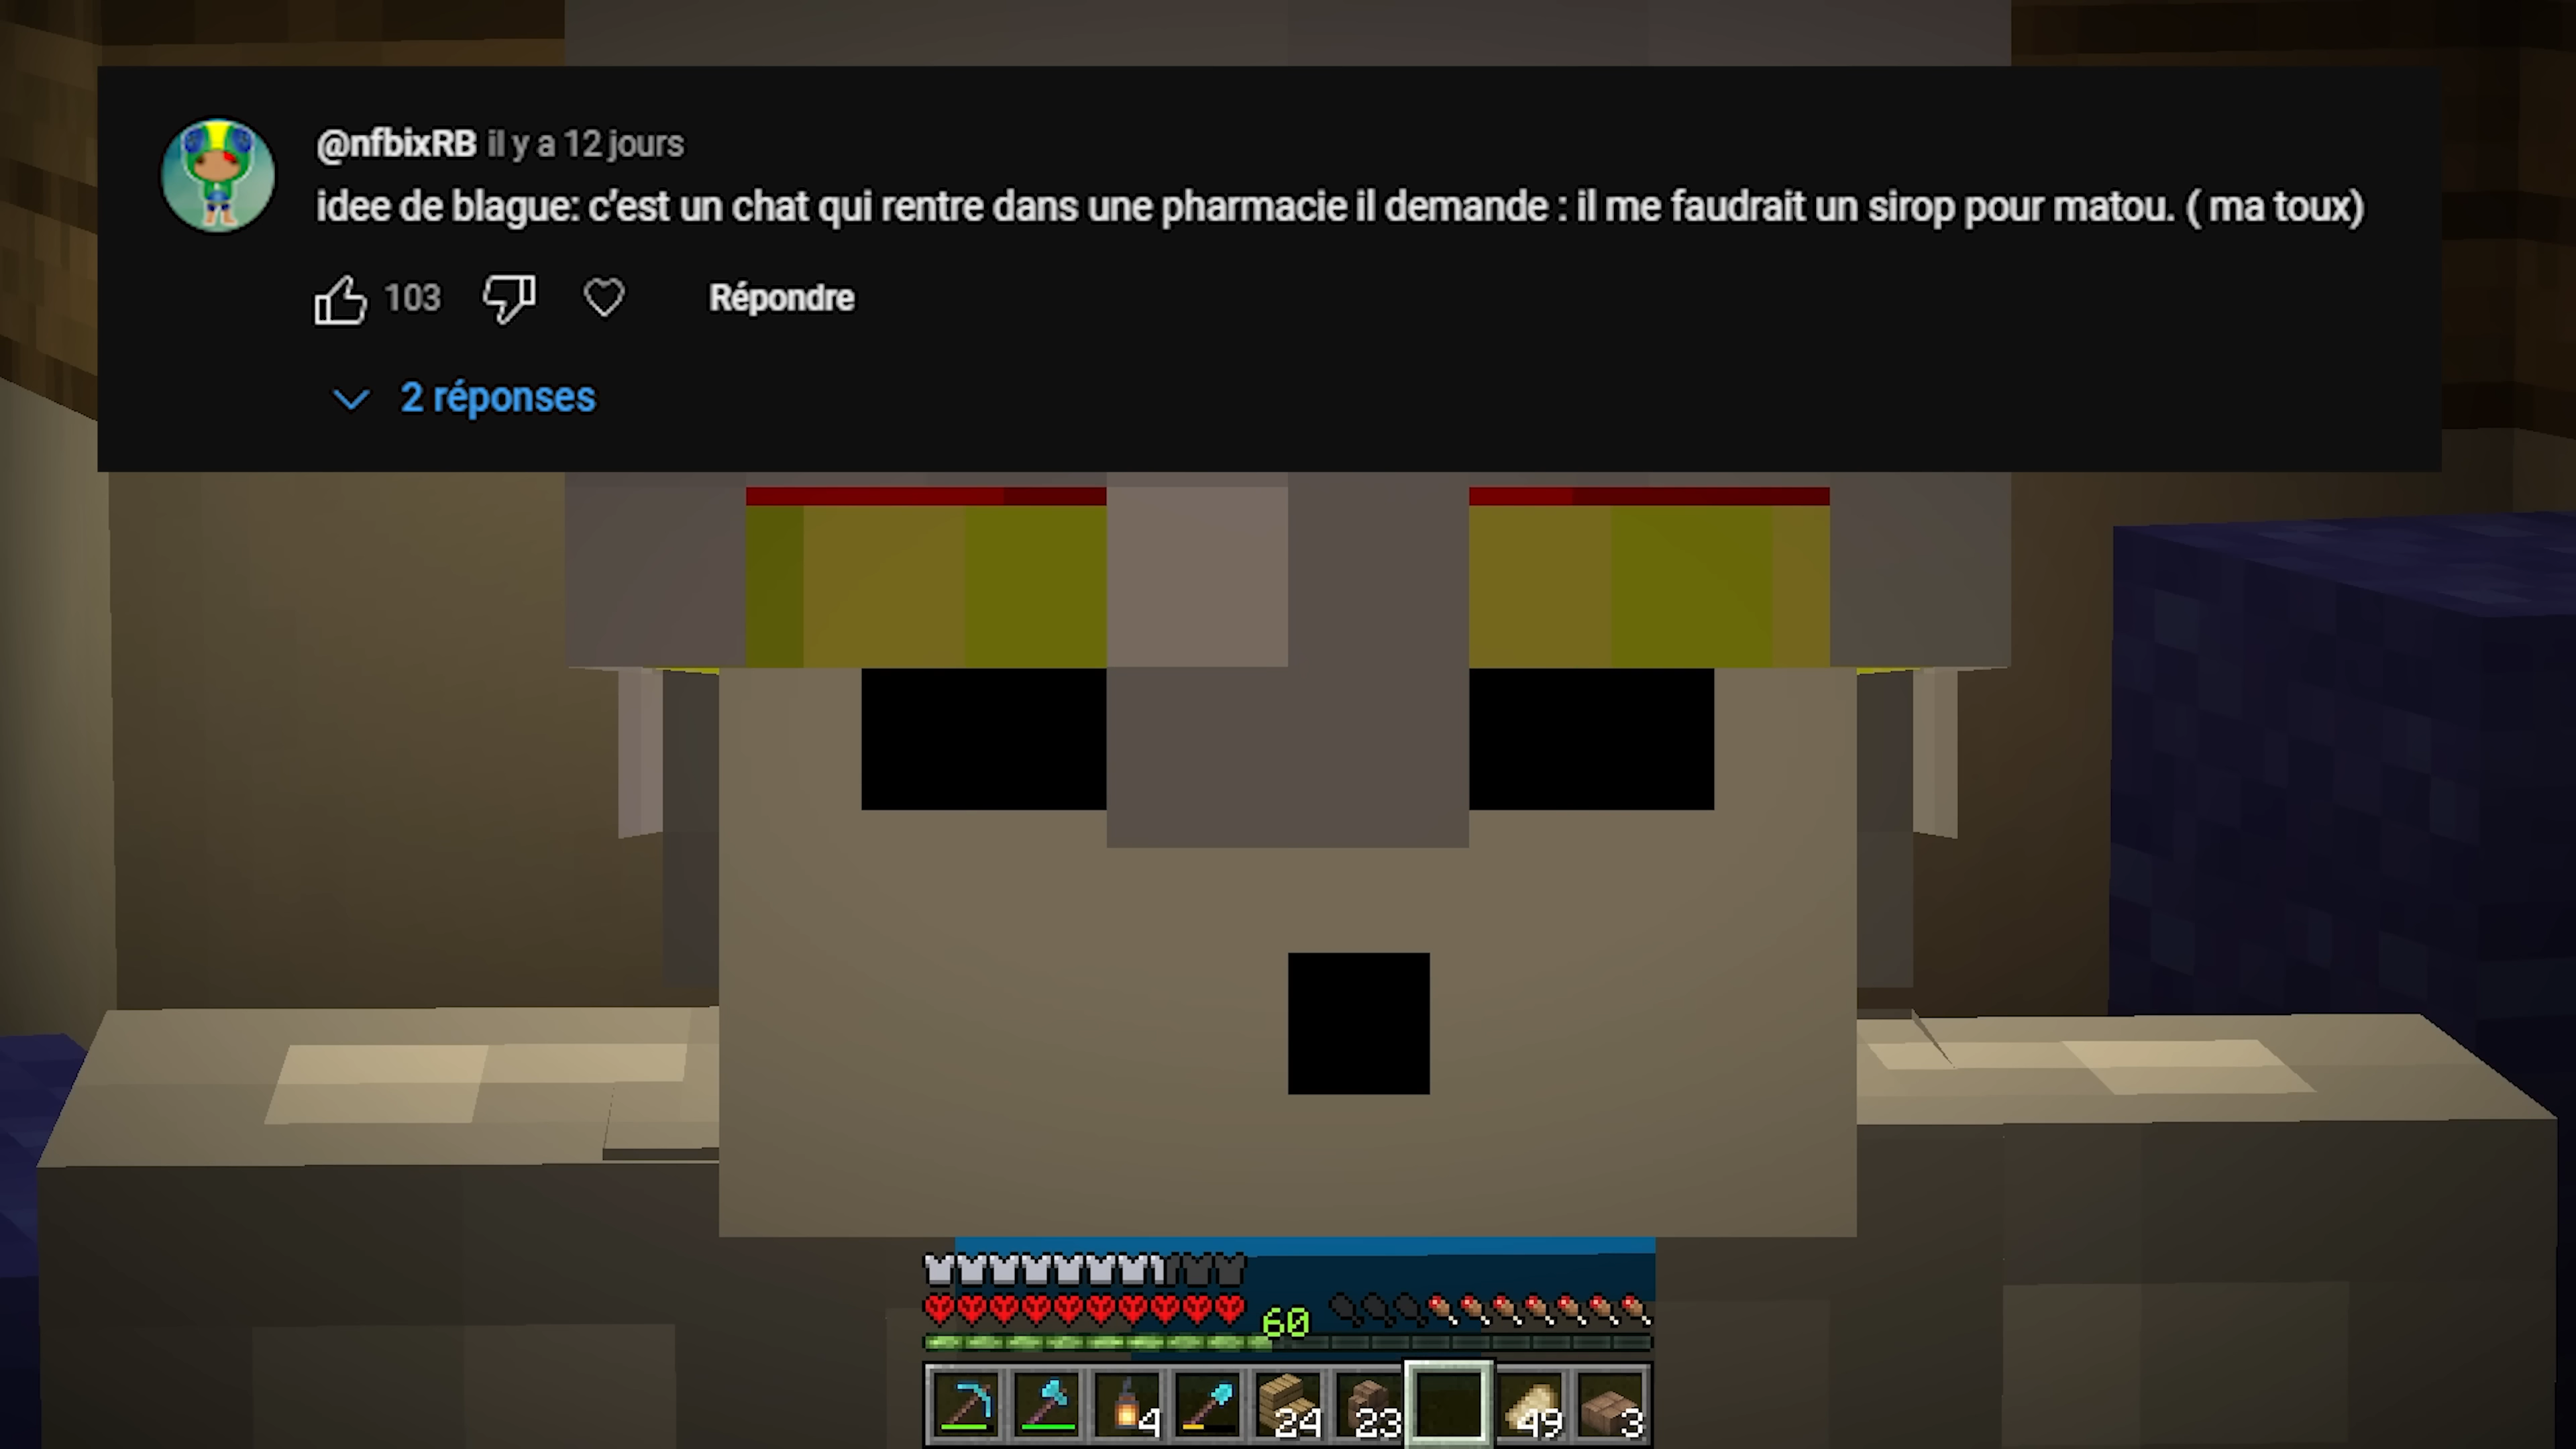 @nfbixRB il y a 12 jours
idee de blague: c'est un chat qui rentre dans une pharmacie il demande : il me faudrait un sirop pour matou. ( ma toux)
103 Répondre
2 réponses
60
4 24 23 49 3